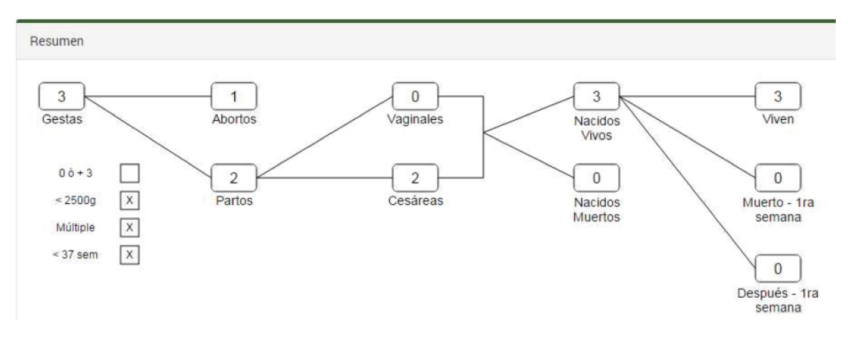 Resumen
3
Gestas
1
Abortos
0
Vaginales
3
Nacidos
Vivos
3
Viven
0 ò + 3
< 2500g X
Múltiple X
< 37 sem X
2
Partos
2
Cesáreas
0
Nacidos
Muertos
0
Muerto - 1ra
semana
0
Después - 1ra
semana